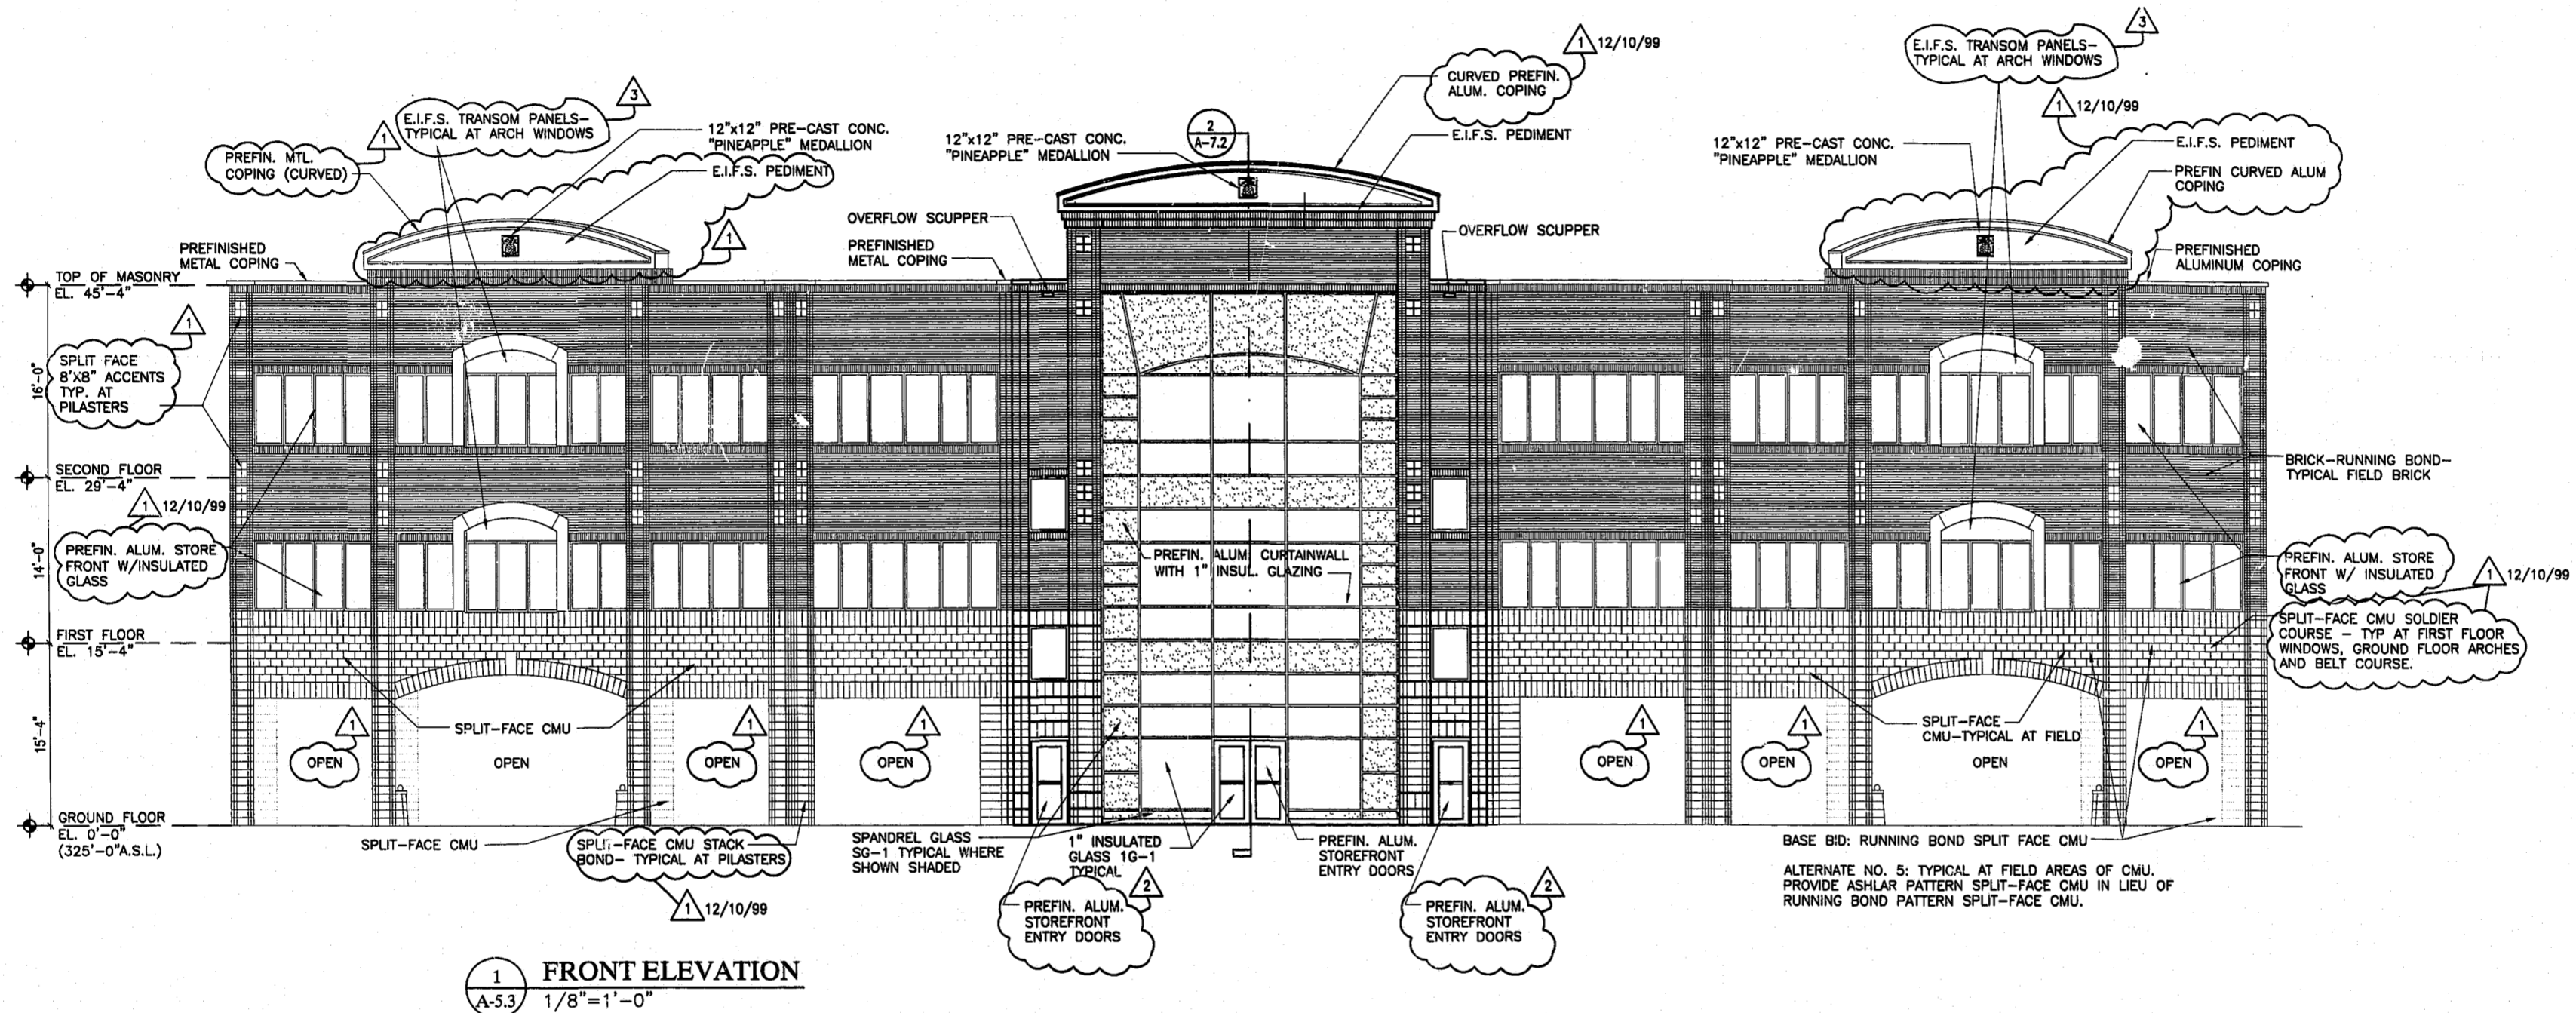 3
E.I.F.S. TRANSOM PANELS-
TYPICAL AT ARCH WINDOWS
1 12/10/99
CURVED PREFIN.
ALUM. COPING
E.I.F.S. PEDIMENT
3
E.I.F.S. TRANSOM PANELS-
TYPICAL AT ARCH WINDOWS
1
PREFIN. MTL.
COPING (CURVED)
12"x12" PRE-CAST CONC.
"PINEAPPLE" MEDALLION
E.I.F.S. PEDIMENT
1
2
A-7.2
12"x12" PRE-CAST CONC.
"PINEAPPLE" MEDALLION
1 12/10/99
12"x12" PRE-CAST CONC.
"PINEAPPLE" MEDALLION
E.I.F.S. PEDIMENT
PREFIN CURVED ALUM
COPING
PREFINISHED
ALUMINUM COPING
OVERFLOW SCUPPER
PREFINISHED
METAL COPING
OVERFLOW SCUPPER
PREFINISHED
METAL COPING
TOP OF MASONRY
EL. 45'-4"
1
SPLIT FACE
8'X8" ACCENTS
TYP. AT
PILASTERS
16'-0"
SECOND FLOOR
EL. 29'-4"
1 12/10/99
PREFIN. ALUM. STORE
FRONT W/INSULATED
GLASS
14'-0"
FIRST FLOOR
EL. 15'-4"
15'-4"
GROUND FLOOR
EL. 0'-0"
(325'-0"A.S.L.)
BRICK-RUNNING BOND-
TYPICAL FIELD BRICK
PREFIN. ALUM. STORE
FRONT W/ INSULATED
GLASS
1 12/10/99
SPLIT-FACE CMU SOLDIER
COURSE - TYP AT FIRST FLOOR
WINDOWS, GROUND FLOOR ARCHES
AND BELT COURSE.
PREFIN. ALUM. CURTAINWALL
WITH 1" INSUL. GLAZING
SPLIT-FACE CMU
1
OPEN
OPEN
1
OPEN
1
OPEN
1
OPEN
1
OPEN
SPLIT-FACE
CMU-TYPICAL AT FIELD
OPEN
1
OPEN
SPLIT-FACE CMU
SPLIT-FACE CMU STACK
BOND- TYPICAL AT PILASTERS
1 12/10/99
SPANDREL GLASS
SG-1 TYPICAL WHERE
SHOWN SHADED
1" INSULATED
GLASS 1G-1
TYPICAL
PREFIN. ALUM.
STOREFRONT
ENTRY DOORS
2
PREFIN. ALUM.
STOREFRONT
ENTRY DOORS
2
PREFIN. ALUM.
STOREFRONT
ENTRY DOORS
BASE BID: RUNNING BOND SPLIT FACE CMU
ALTERNATE NO. 5: TYPICAL AT FIELD AREAS OF CMU.
PROVIDE ASHLAR PATTERN SPLIT-FACE CMU IN LIEU OF
RUNNING BOND PATTERN SPLIT-FACE CMU.
1
A-5.3
FRONT ELEVATION
1/8"=1'-0"